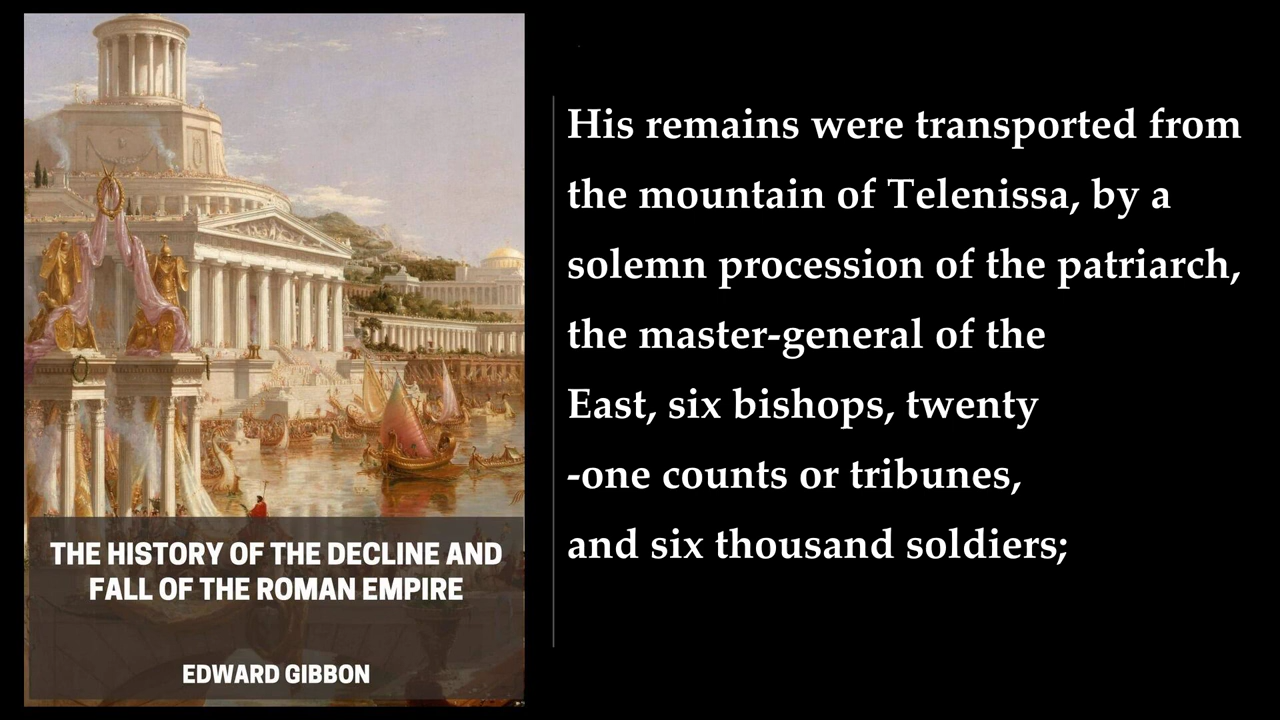 THE HISTORY OF THE DECLINE AND
FALL OF THE ROMAN EMPIRE
EDWARD GIBBON
His remains were transported from
the mountain of Telenissa, by a
solemn procession of the patriarch,
the master-general of the
East, six bishops, twenty
-one counts or tribunes,
and six thousand soldiers;